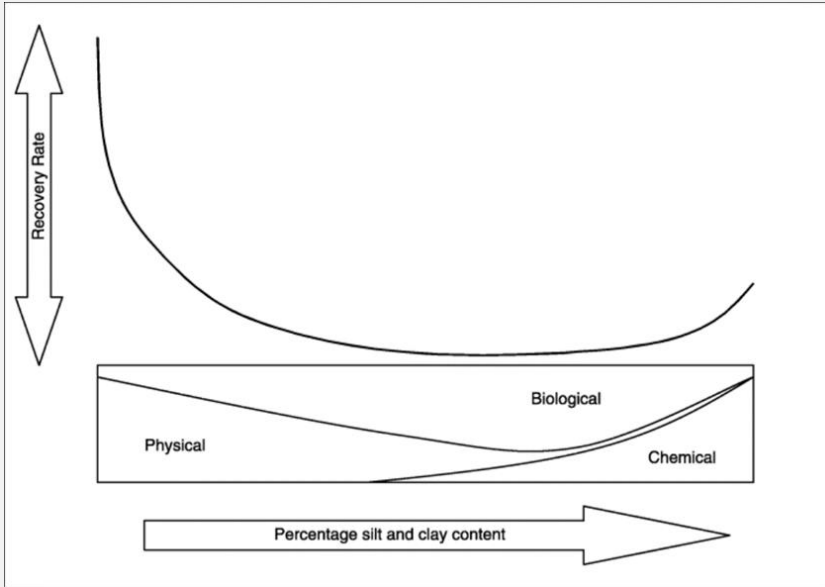 Recovery Rate
Biological
Physical
Chemical
Percentage silt and clay content